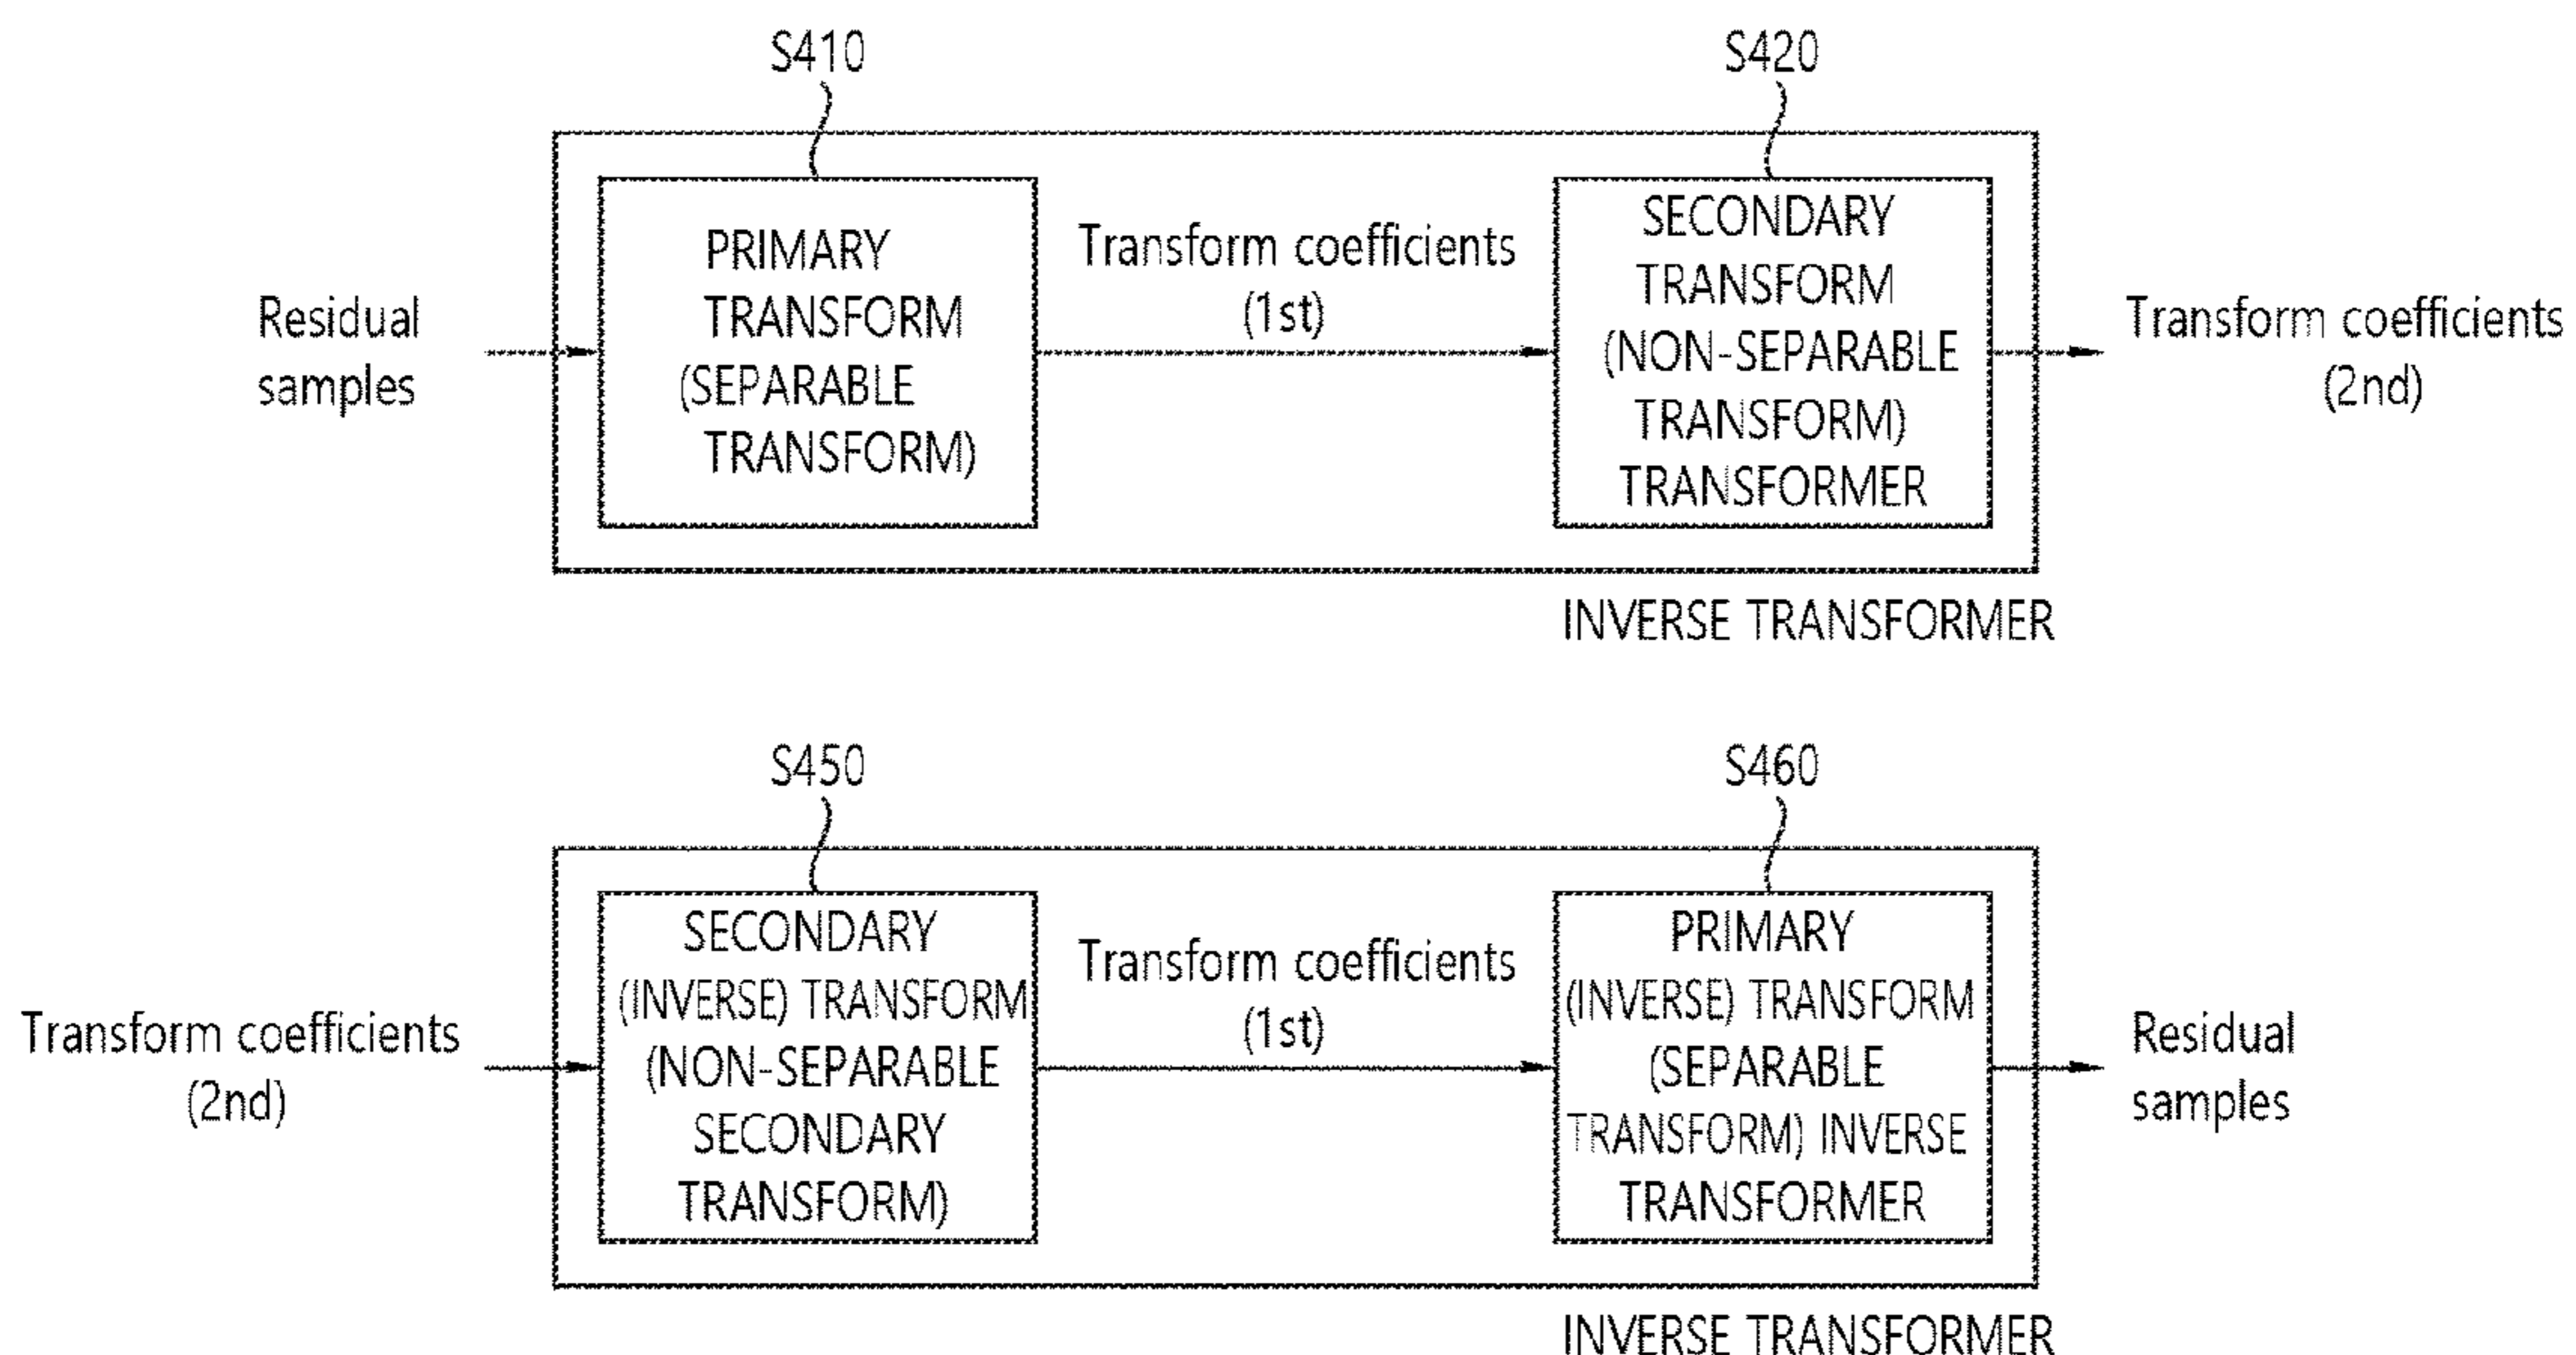 S410
S420
Residual
samples
PRIMARY
TRANSFORM
(SEPARABLE
TRANSFORM)
Transform coefficients
(1st)
SECONDARY
TRANSFORM
(NON-SEPARABLE
TRANSFORM)
TRANSFORMER
Transform coefficients
(2nd)
INVERSE TRANSFORMER
S450
S460
Transform coefficients
(2nd)
SECONDARY
(INVERSE) TRANSFORM
(NON-SEPARABLE
SECONDARY
TRANSFORM)
Transform coefficients
(1st)
PRIMARY
(INVERSE) TRANSFORM
(SEPARABLE
TRANSFORM) INVERSE
TRANSFORMER
Residual
samples
INVERSE TRANSFORMER